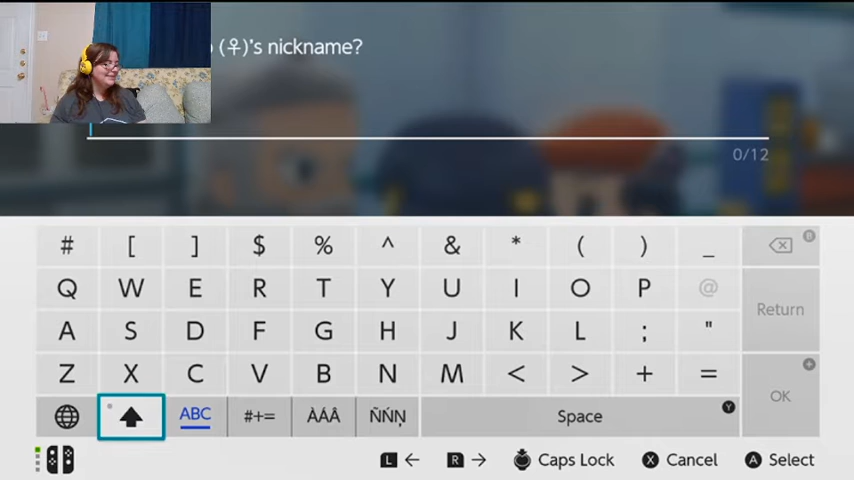 (♀)'s nickname?
0/12
# [ ] $ % ^ & * ( ) _
Q W E R T Y U I O P @
Return
A S D F G H J K L ; "
Z X C V B N M < > + =
OK
ABC #+= ÀÁÂ ÑŃŅ Space
L ← R → Caps Lock X Cancel A Select